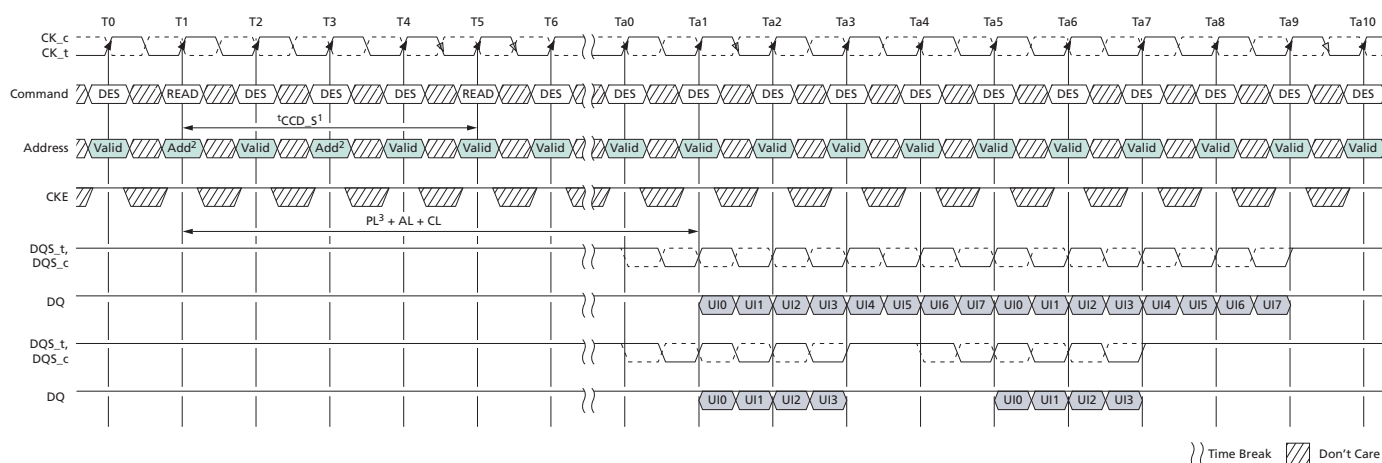 T0 T1 T2 T3 T4 T5 T6 Ta0 Ta1 Ta2 Ta3 Ta4 Ta5 Ta6 Ta7 Ta8 Ta9 Ta10
CK_c
CK_t
Command DES READ DES DES DES READ DES DES DES DES DES DES DES DES DES DES DES DES
tCCD_S1
Address Valid Add2 Valid Add2 Valid Valid Valid Valid Valid Valid Valid Valid Valid Valid Valid Valid Valid Valid
CKE
PL3 + AL + CL
DQS_t,
DQS_c
DQ UI0 UI1 UI2 UI3 UI4 UI5 UI6 UI7 UI0 UI1 UI2 UI3 UI4 UI5 UI6 UI7
DQS_t,
DQS_c
DQ UI0 UI1 UI2 UI3 UI0 UI1 UI2 UI3
Time Break Don't Care